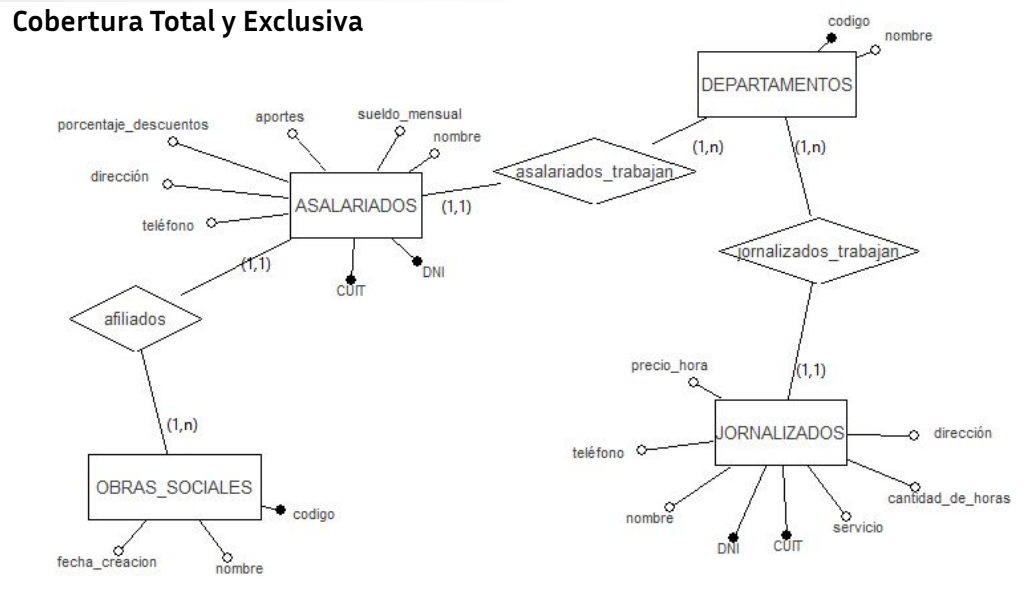 Cobertura Total y Exclusiva
codigo
nombre
DEPARTAMENTOS
porcentaje_descuentos
aportes
sueldo_mensual
nombre
dirección
teléfono
ASALARIADOS
(1,1)
asalariados_trabajan
(1,n)
(1,n)
(1,1)
DNI
CUIT
jornalizados_trabajan
afiliados
(1,n)
(1,1)
precio_hora
JORNALIZADOS
teléfono
dirección
cantidad_de_horas
nombre
servicio
DNI
CUIT
OBRAS_SOCIALES
codigo
fecha_creacion
nombre